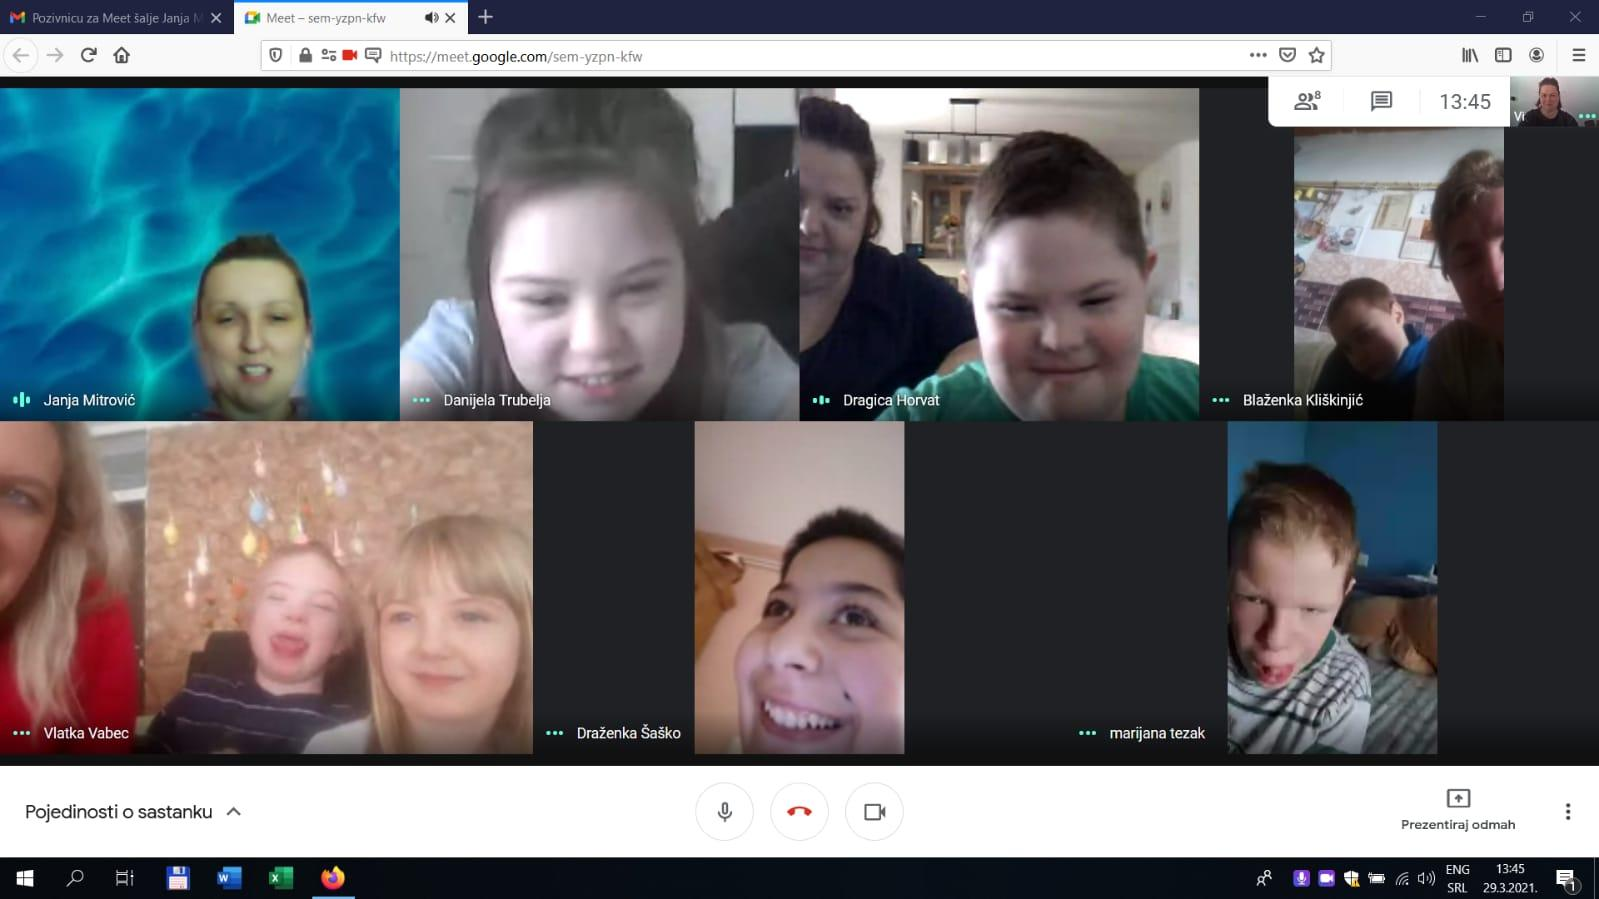 Pozivnicu za Meet šalje Janja M
Meet – sem-yzpn-kfw
https://meet.google.com/sem-yzpn-kfw
8
13:45
Vi
Janja Mitrović
Danijela Trubelja
Dragica Horvat
Blaženka Kliškinjić
Vlatka Vabec
Draženka Šaško
marijana tezak
Pojedinosti o sastanku
Prezentiraj odmah
W
X
ENG
SRL
13:45
29.3.2021.
1